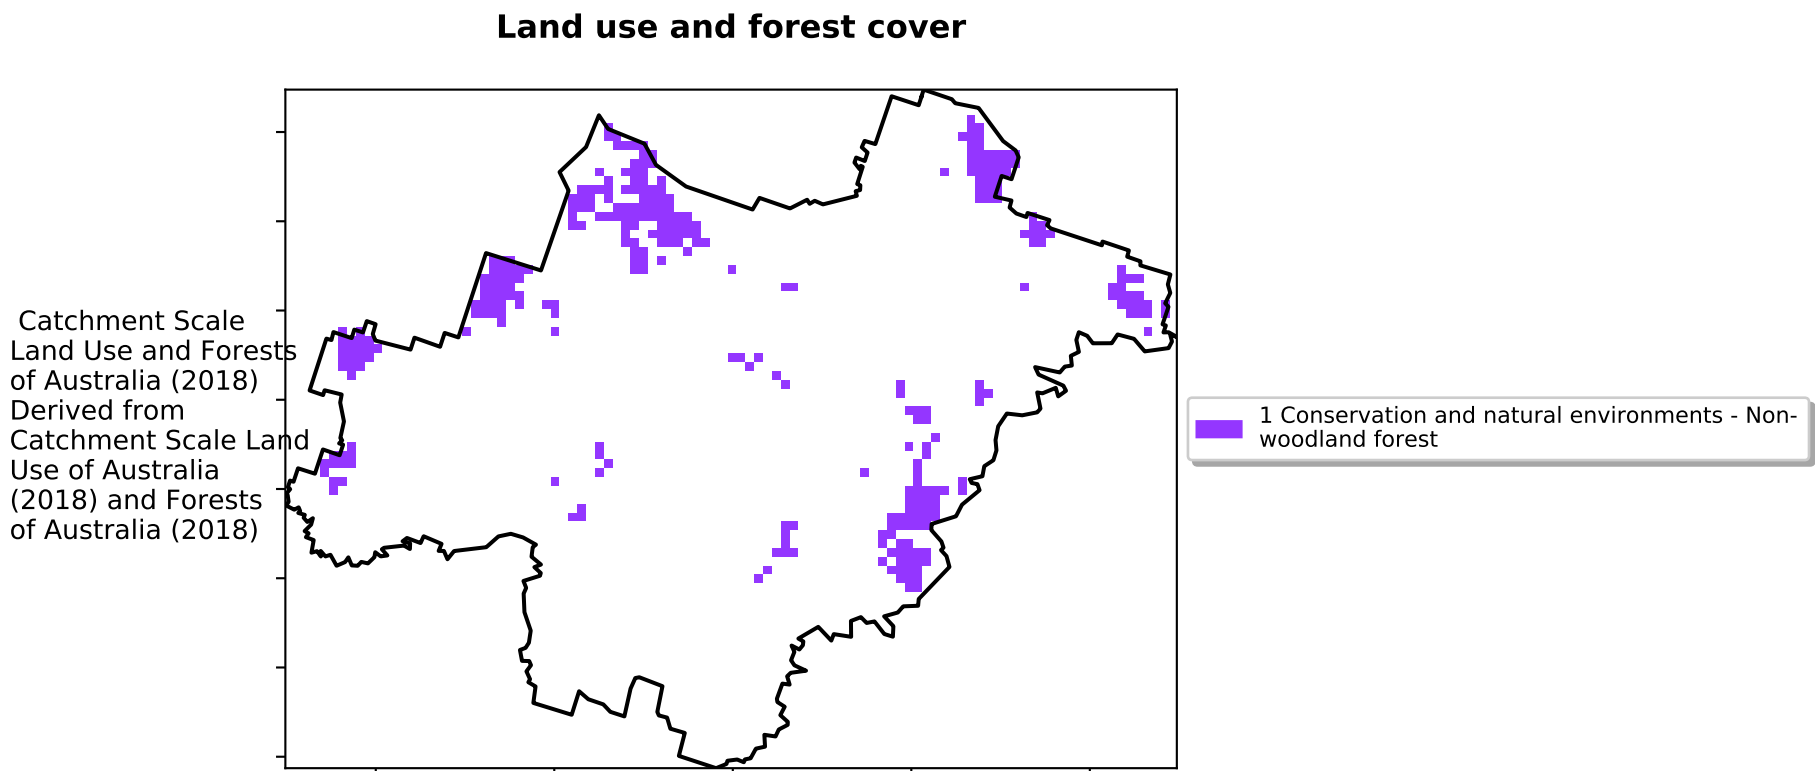 Land use and forest cover
Catchment Scale
Land Use and Forests
of Australia (2018)
Derived from
Catchment Scale Land
Use of Australia
(2018) and Forests
of Australia (2018)
1 Conservation and natural environments - Non-
woodland forest